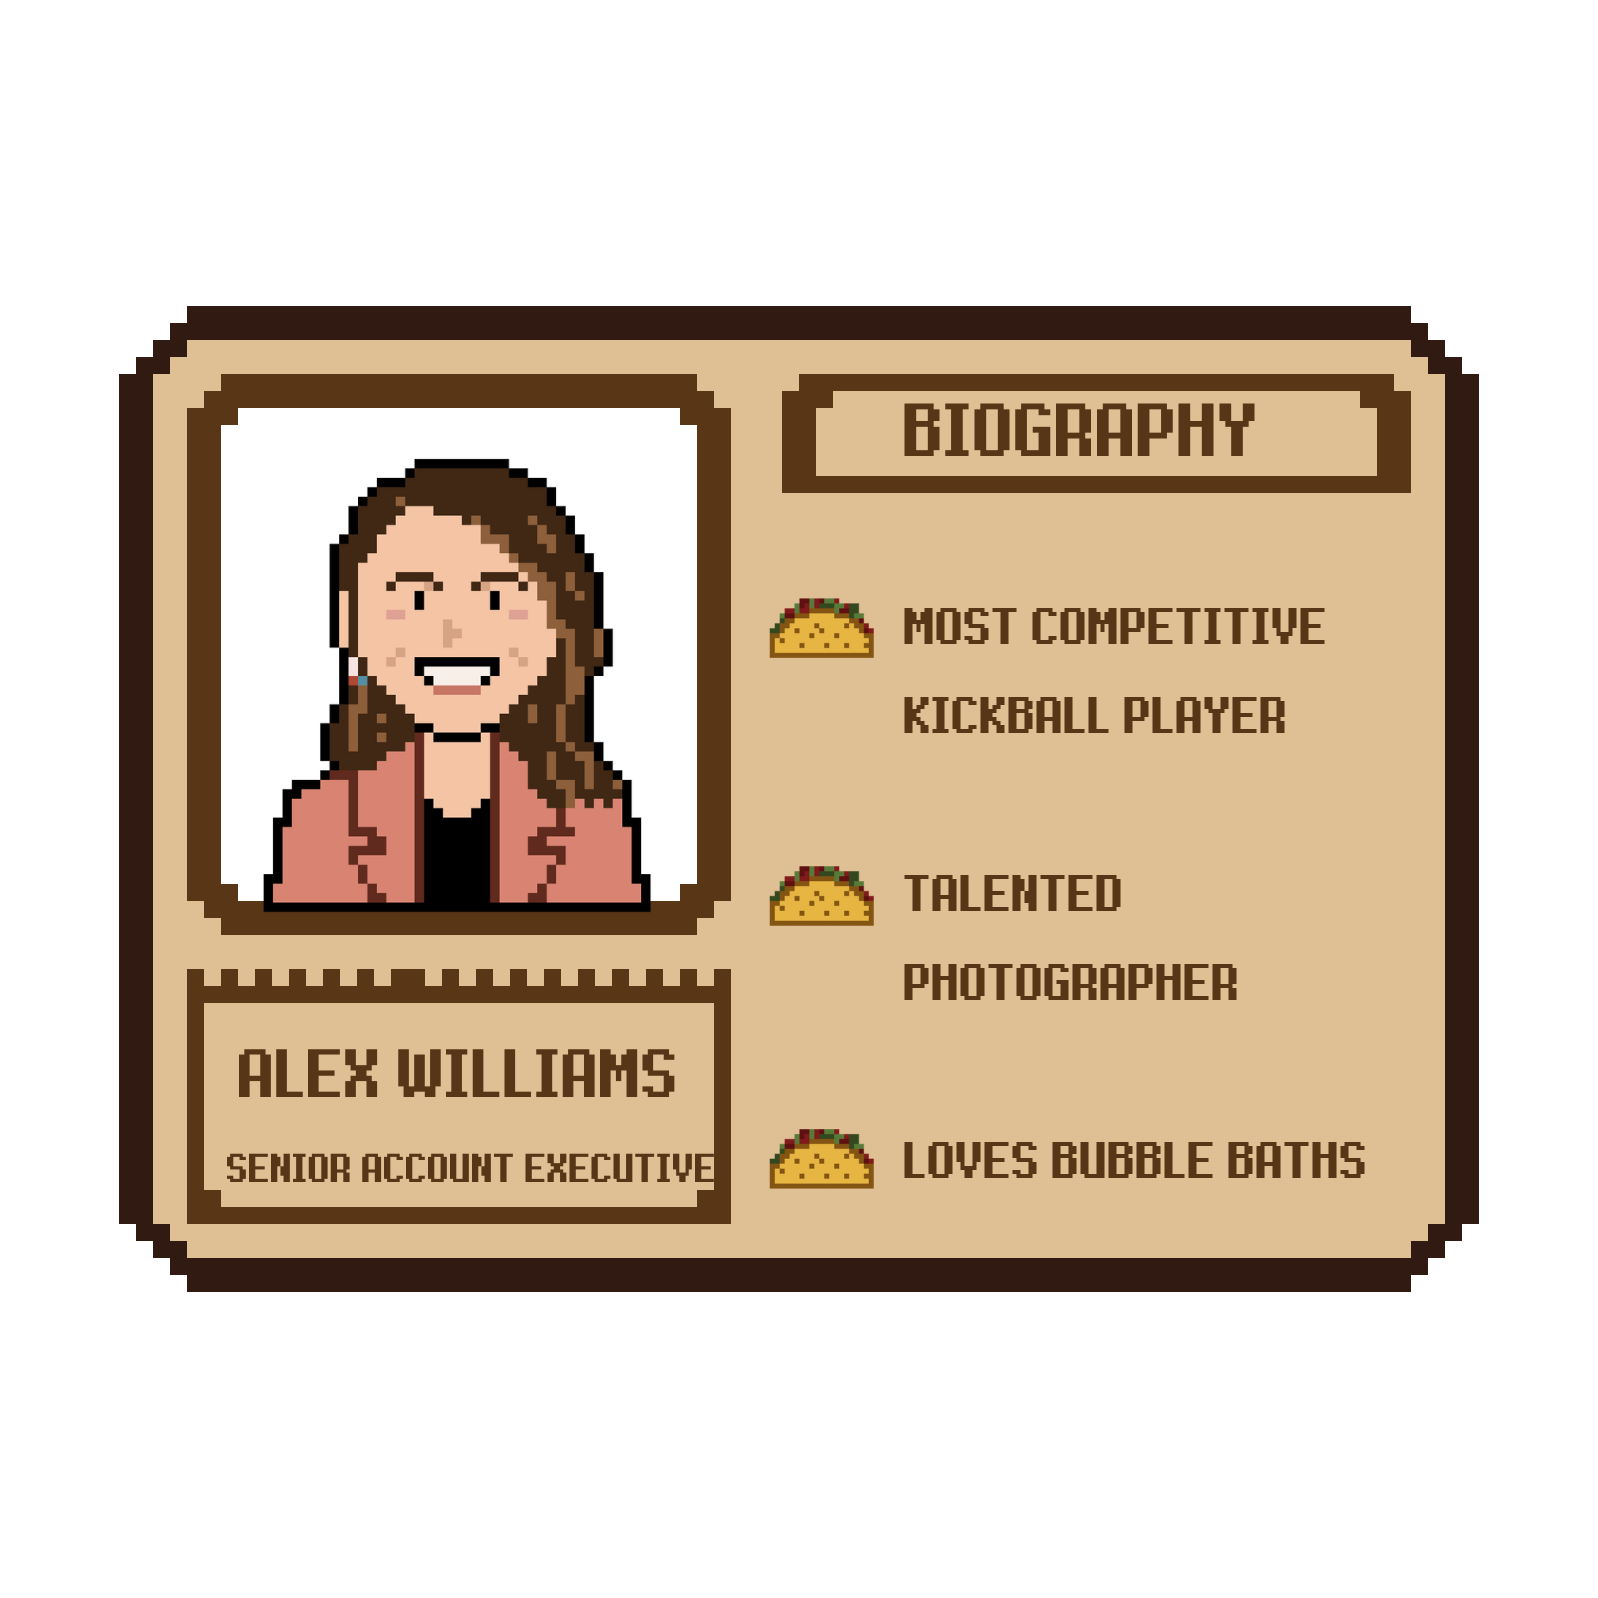 BIOGRAPHY
MOST COMPETITIVE
KICKBALL PLAYER
TALENTED
PHOTOGRAPHER
LOVES BUBBLE BATHS
ALEX WILLIAMS
SENIOR ACCOUNT EXECUTIVE